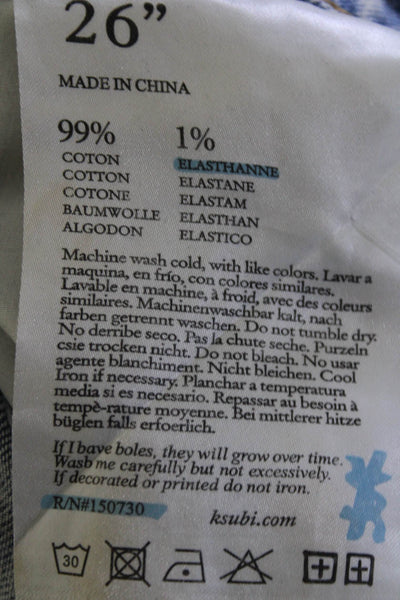 26”
MADE IN CHINA
99%
COTON
COTTON
COTONE
BAUMWOLLE
ALGODON
1%
ELASTHANNE
ELASTANE
ELASTAM
ELASTHAN
ELASTICO
Machine wash cold, with like colors. Lavar a
maquina, en frío, con colores similares.
Lavable en machine, à froid, avec des coleurs
similaires. Machinenwaschbar kalt, nach
farben getrennt waschen. Do not tumble dry.
No derribe seco. Pas la chute seche. Purzeln
csie trocken nicht. Do not bleach. No usar
agente blanchiment. Nicht bleichen. Cool
Iron if necessary. Planchar a temperatura
media si es necesario. Repassar au besoin à
tempè-rature moyenne. Bei mittlerer hitze
büglen falls erfoerlich.
If I have holes, they will grow over time.
Wash me carefully but not excessively.
If decorated or printed do not iron.
R/N#150730
ksubi.com
30